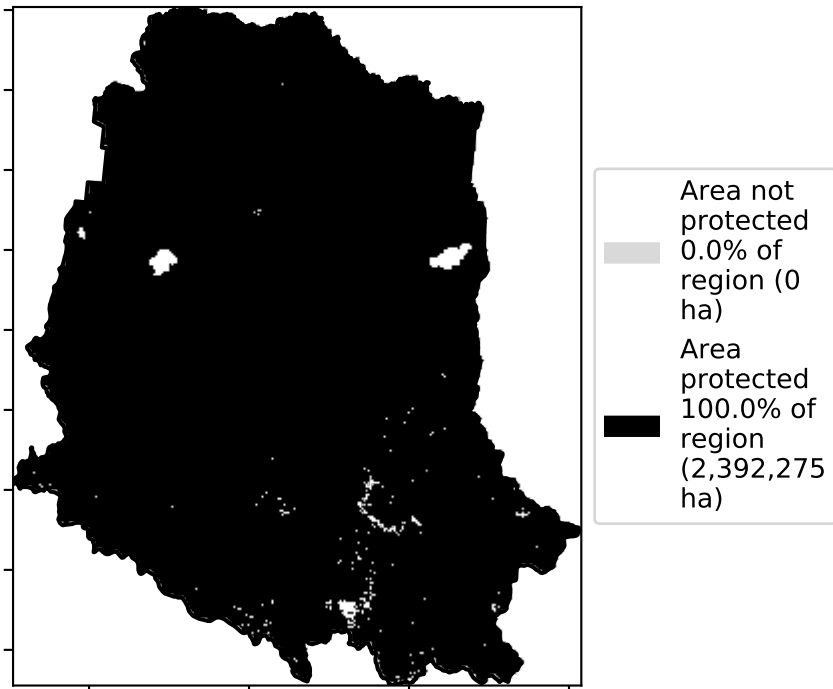 Area not
protected
0.0% of
region (0
ha)
Area
protected
100.0% of
region
(2,392,275
ha)